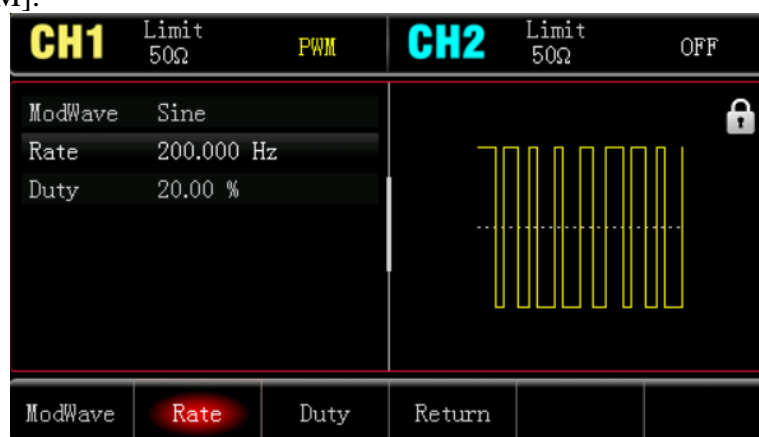 M].
CH1 Limit 50Ω PWM CH2 Limit 50Ω OFF
ModWave Sine
Rate 200.000 Hz
Duty 20.00 %
ModWave Rate Duty Return